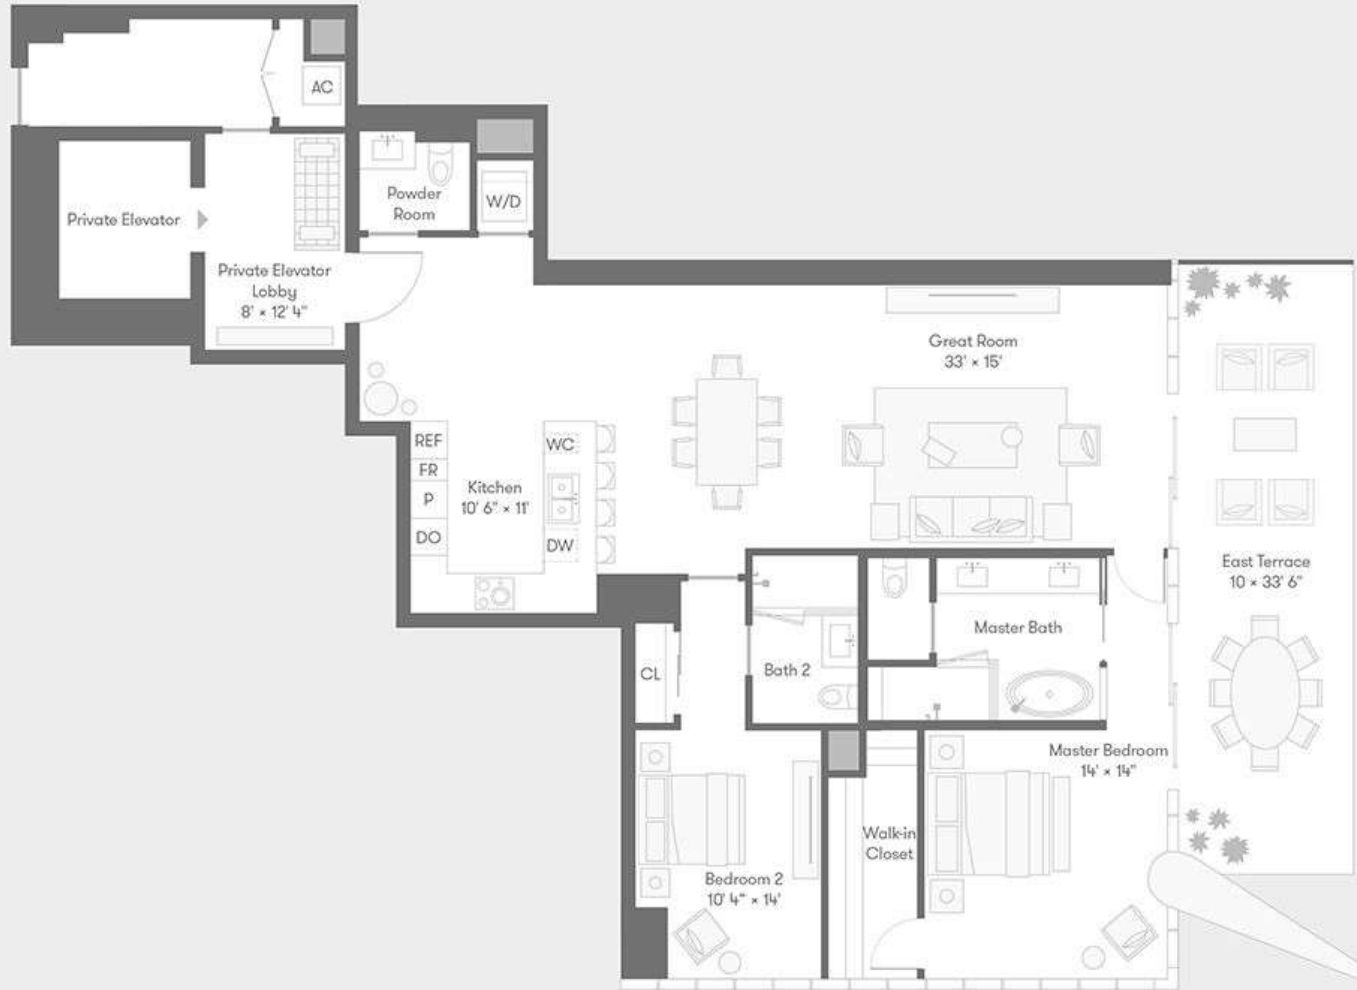 AC
Private Elevator
Private Elevator
Lobby
8' × 12' 4"
Powder
Room
W/D
Great Room
33' × 15'
REF
FR
P
DO
Kitchen
10' 6" × 11'
WC
DW
East Terrace
10 × 33' 6"
CL
Bath 2
Master Bath
Master Bedroom
14' × 14"
Walk-in
Closet
Bedroom 2
10' 4" × 14'